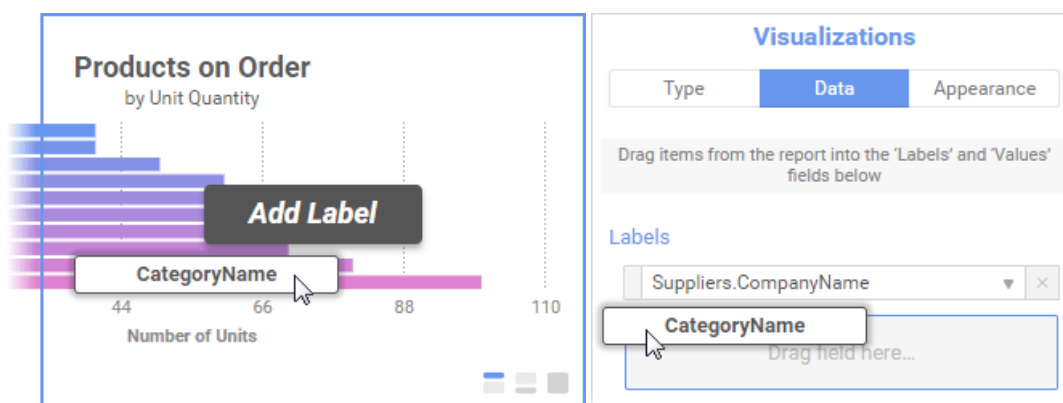 Products on Order
by Unit Quantity
Add Label
CategoryName
44 66 88 110
Number of Units
Visualizations
Type Data Appearance
Drag items from the report into the 'Labels' and 'Values'
fields below
Labels
Suppliers.CompanyName
CategoryName
Drag field here...